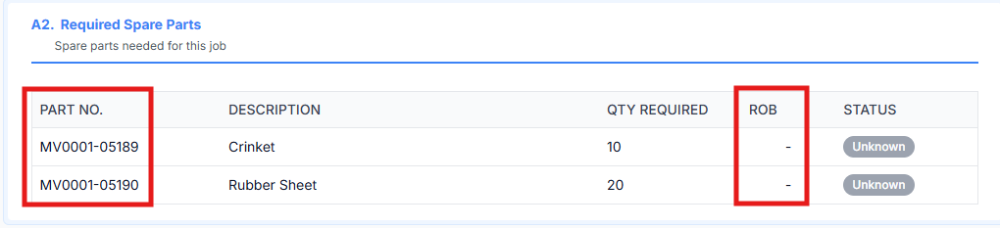 A2. Required Spare Parts
Spare parts needed for this job
PART NO. DESCRIPTION QTY REQUIRED ROB STATUS
MV0001-05189 Crinket 10 - Unknown
MV0001-05190 Rubber Sheet 20 - Unknown